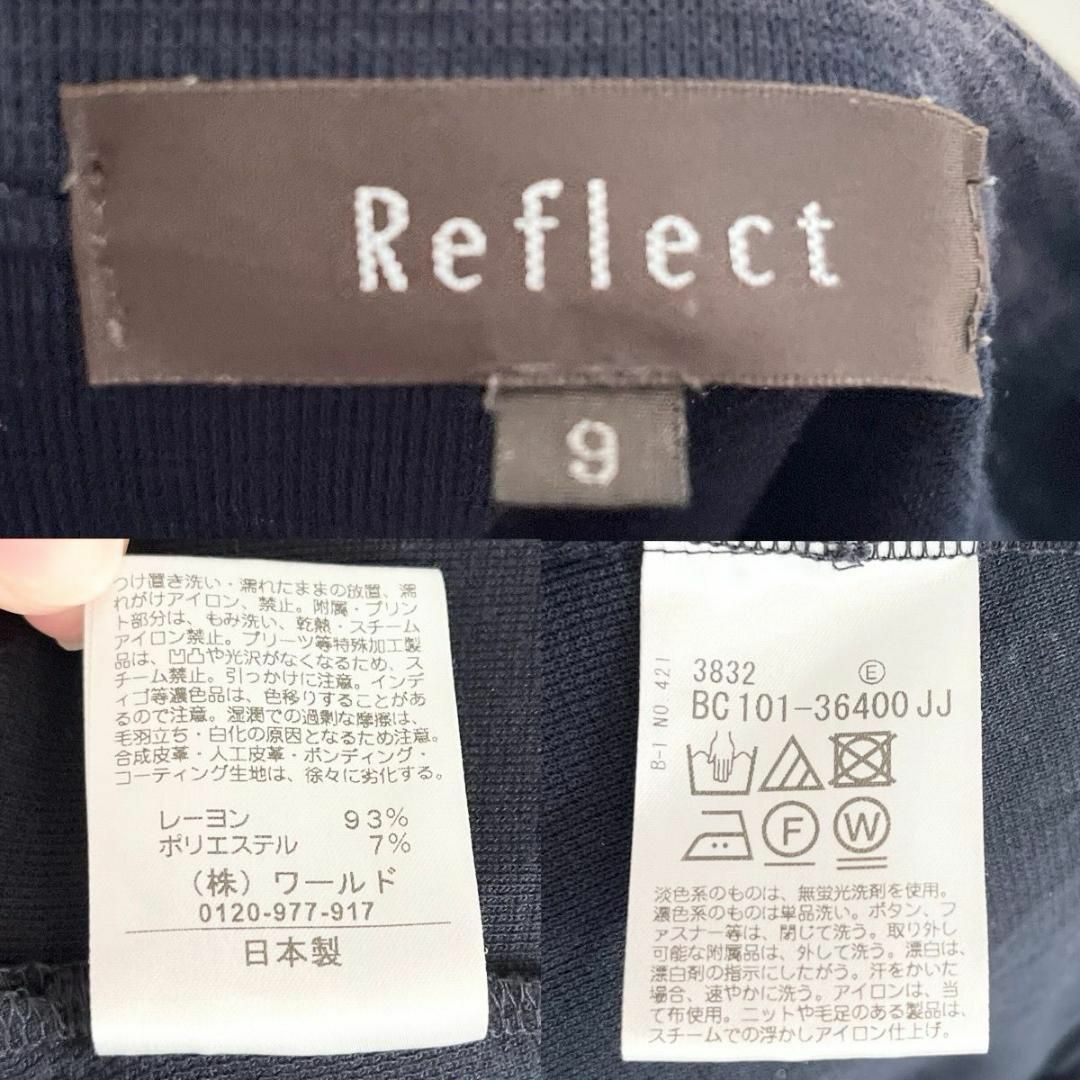 Reflect
9
つけ置き洗い・濡れたままの放置、濡
れがけアイロン、禁止。附属・プリン
ト部分は、もみ洗い、乾熱・スチーム
アイロン禁止。プリーツ等特殊加工製
品は、凹凸や光沢がなくなるため、ス
チーム禁止。引っかけに注意。インデ
ィゴ等濃色品は、色移りすることがあ
るので注意。湿潤での過剰な摩擦は、
毛羽立ち・白化の原因となるため注意。
合成皮革・人工皮革・ボンディング・
コーティング生地は、徐々に劣化する。
レーヨン 93%
ポリエステル 7%
(株) ワールド
0120-977-917
日本製
B-1 NO.421
3832 Ⓔ
BC101-36400JJ
F W
淡色系のものは、無蛍光洗剤を使用。
濃色系のものは単品洗い。ボタン、フ
ァスナー等は、閉じて洗う。取り外し
可能な附属品は、外して洗う。漂白は、
漂白剤の指示にしたがう。汗をかいた
場合、速やかに洗う。アイロンは、当
て布使用。ニットや毛足のある製品は、
スチームでの浮かしアイロン仕上げ。